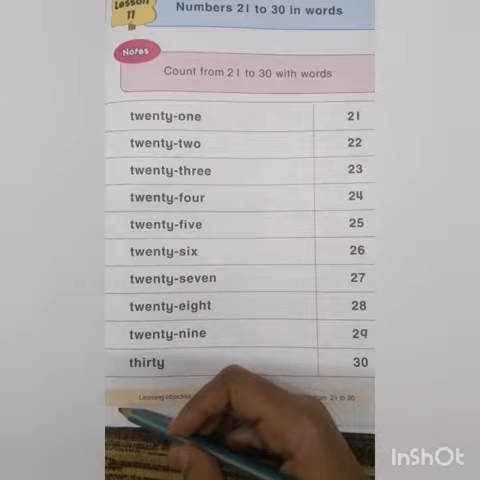 Lesson
11
Numbers 21 to 30 in words
Notes
Count from 21 to 30 with words
twenty-one 21
twenty-two 22
twenty-three 23
twenty-four 24
twenty-five 25
twenty-six 26
twenty-seven 27
twenty-eight 28
twenty-nine 29
thirty 30
Learning objective from 21 to 30
InShOt